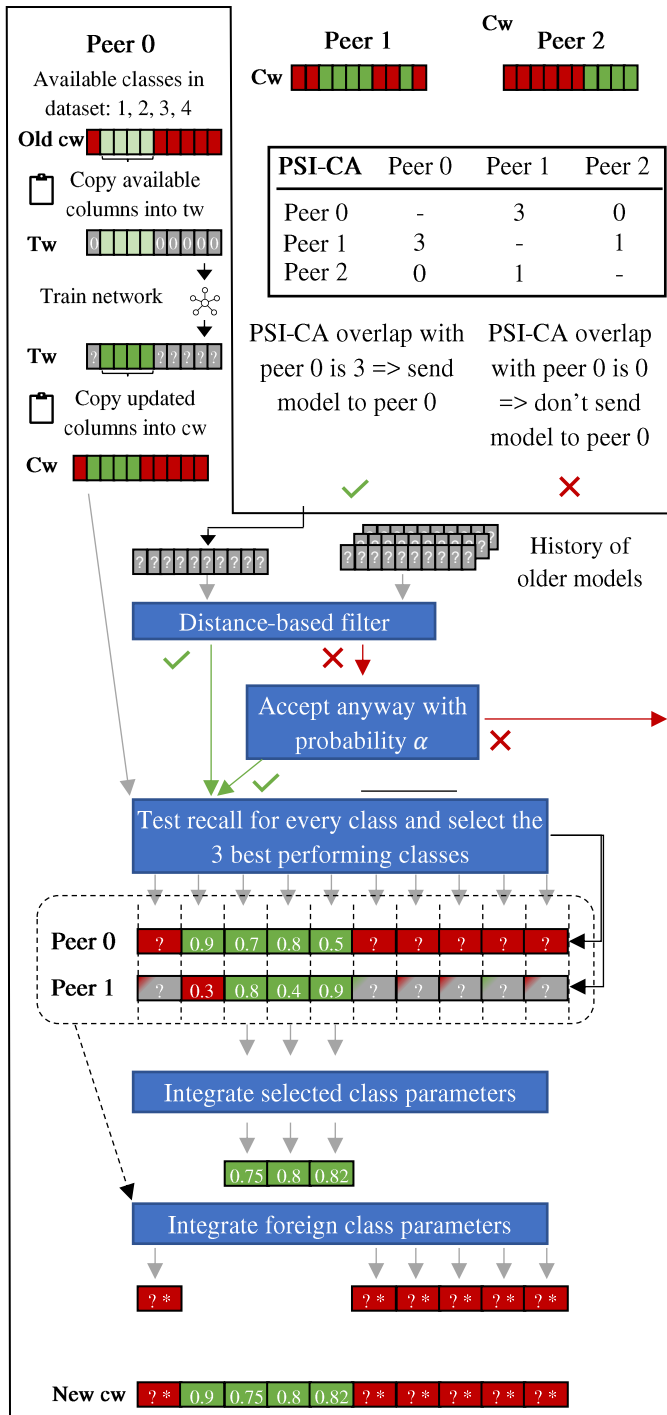 Peer 0
Available classes in
dataset: 1, 2, 3, 4
Old cw
Copy available
columns into tw
Tw
0 0 0 0 0 0
Train network
Tw
? ? ? ? ? ?
Copy updated
columns into cw
Cw
Peer 1
Cw
Cw
Peer 2
PSI-CA Peer 0 Peer 1 Peer 2
Peer 0 - 3 0
Peer 1 3 - 1
Peer 2 0 1 -
PSI-CA overlap with
peer 0 is 3 => send
model to peer 0
PSI-CA overlap
with peer 0 is 0
=> don't send
model to peer 0
? ? ? ? ? ? ? ? ? ?
? ? ? ? ? ? ? ? ? ?
History of
older models
Distance-based filter
Accept anyway with
probability α
Test recall for every class and select the
3 best performing classes
Peer 0 ? 0.9 0.7 0.8 0.5 ? ? ? ? ?
Peer 1 ? 0.3 0.8 0.4 0.9 ? ? ? ? ?
Integrate selected class parameters
0.75 0.8 0.82
Integrate foreign class parameters
? * ? * ? * ? * ? * ? *
New cw ? * 0.9 0.75 0.8 0.82 ? * ? * ? * ? * ? *